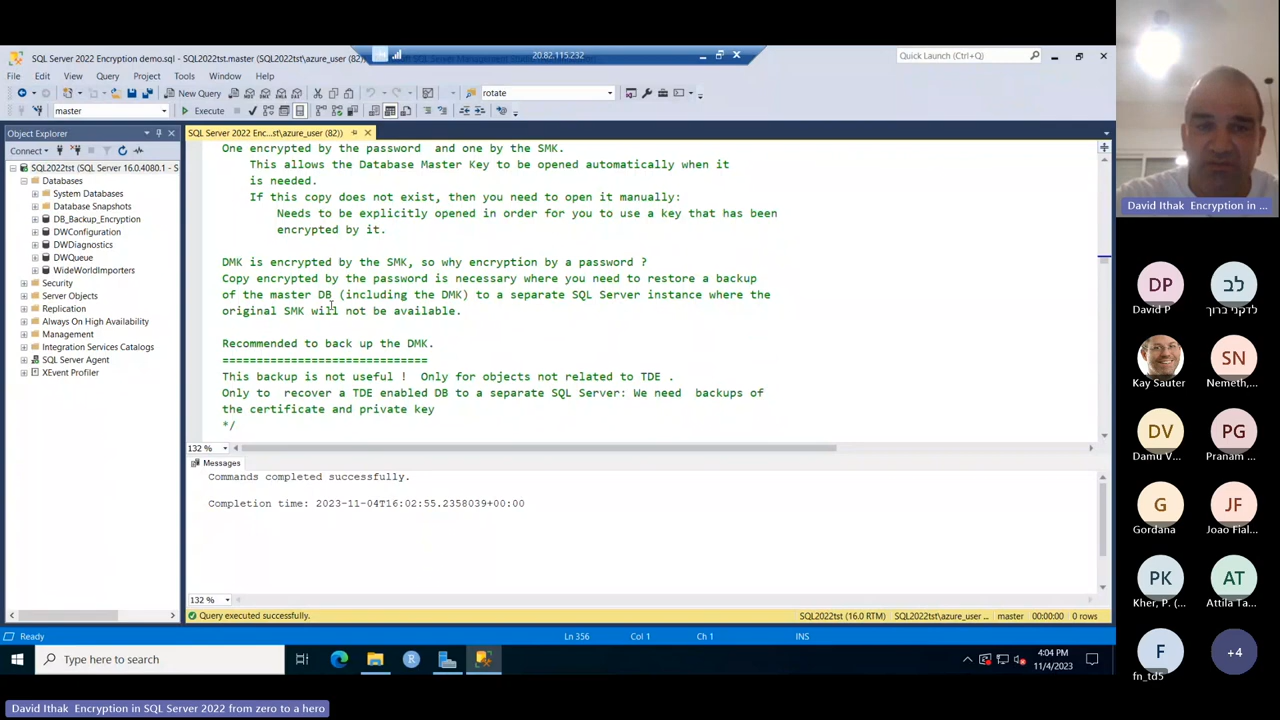 SQL Server 2022 Encryption demo.sql - SQL2022tst.master (SQL2022tst\azure_user (82))
20.82.115.232
Quick Launch (Ctrl+Q)
File Edit View Query Project Tools Window Help
New Query
rotate
master
Execute
Object Explorer
SQL Server 2022 Enc...st\azure_user (82))
Connect
SQL2022tst (SQL Server 16.0.4080.1 - S
Databases
System Databases
Database Snapshots
DB_Backup_Encryption
DWConfiguration
DWDiagnostics
DWQueue
WideWorldImporters
Security
Server Objects
Replication
Always On High Availability
Management
Integration Services Catalogs
SQL Server Agent
XEvent Profiler
One encrypted by the password and one by the SMK.
This allows the Database Master Key to be opened automatically when it
is needed.
If this copy does not exist, then you need to open it manually:
Needs to be explicitly opened in order for you to use a key that has been
encrypted by it.
DMK is encrypted by the SMK, so why encryption by a password ?
Copy encrypted by the password is necessary where you need to restore a backup
of the master DB (including the DMK) to a separate SQL Server instance where the
original SMK will not be available.
Recommended to back up the DMK.
==============================
This backup is not useful ! Only for objects not related to TDE .
Only to recover a TDE enabled DB to a separate SQL Server: We need backups of
the certificate and private key
*/
132 %
Messages
Commands completed successfully.
Completion time: 2023-11-04T16:02:55.2358039+00:00
132 %
Query executed successfully.
SQL2022tst (16.0 RTM)
SQL2022tst\azure_user ...
master
00:00:00
0 rows
Ready
Ln 356
Col 1
Ch 1
INS
Type here to search
R
4:04 PM
11/4/2023
David Ithak Encryption in SQL Server 2022 from zero to a hero
David Ithak Encryption in ...
DP
David P
לב
לדקני ברוך
Kay Sauter
SN
Nemeth,...
DV
Damu V...
PG
Pranam ...
G
Gordana
JF
Joao Fial...
PK
Kher, P. (...
AT
Attila Ta...
F
fn_td5
+4